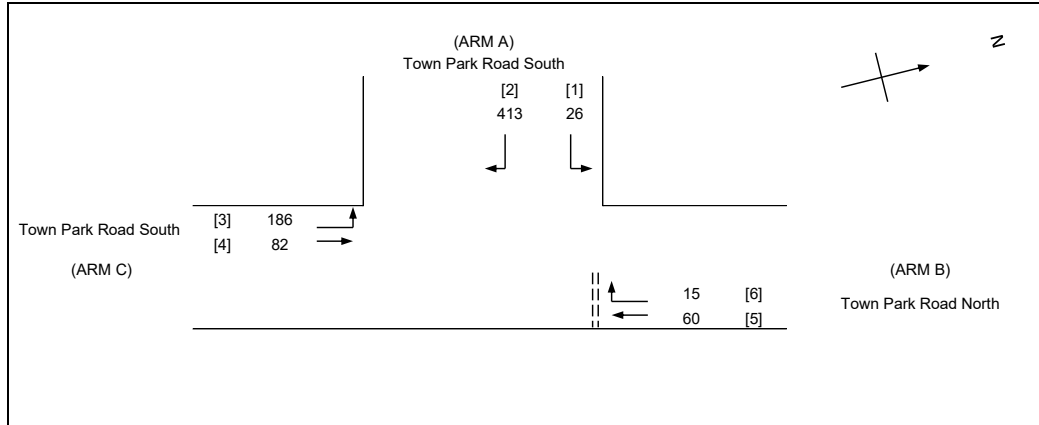 (ARM A)
Town Park Road South
[2] [1]
413 26
N
[3] 186
Town Park Road South
[4] 82
(ARM C)
(ARM B)
15 [6]
Town Park Road North
60 [5]